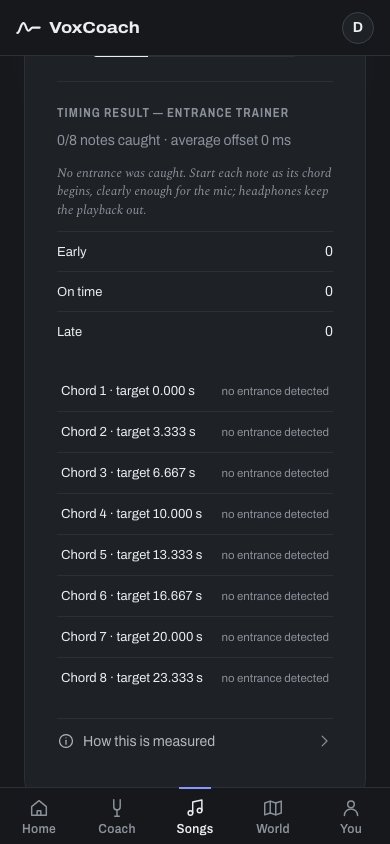 VoxCoach
D
TIMING RESULT — ENTRANCE TRAINER
0/8 notes caught · average offset 0 ms
No entrance was caught. Start each note as its chord
begins, clearly enough for the mic; headphones keep
the playback out.
Early 0
On time 0
Late 0
Chord 1 · target 0.000 s no entrance detected
Chord 2 · target 3.333 s no entrance detected
Chord 3 · target 6.667 s no entrance detected
Chord 4 · target 10.000 s no entrance detected
Chord 5 · target 13.333 s no entrance detected
Chord 6 · target 16.667 s no entrance detected
Chord 7 · target 20.000 s no entrance detected
Chord 8 · target 23.333 s no entrance detected
How this is measured
Home Coach Songs World You